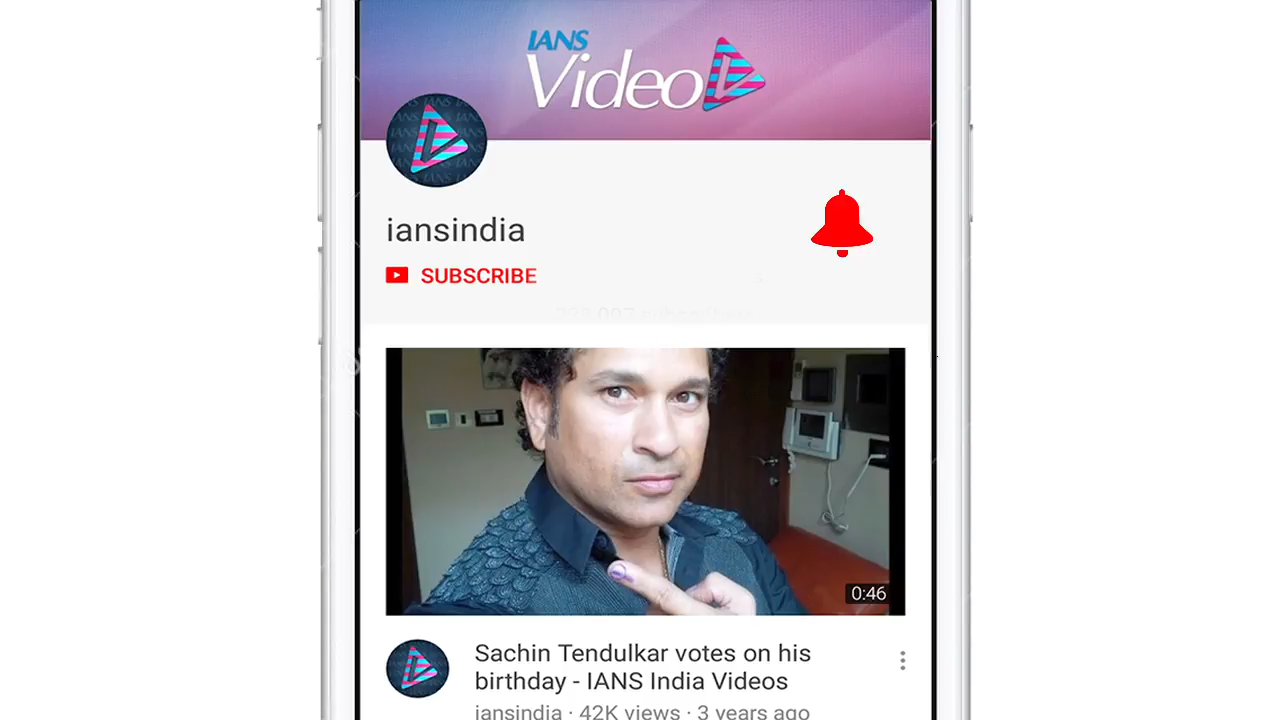 IANS
Video
iansindia
SUBSCRIBE
0:46
Sachin Tendulkar votes on his
birthday - IANS India Videos
iansindia · 42K views · 3 years ago